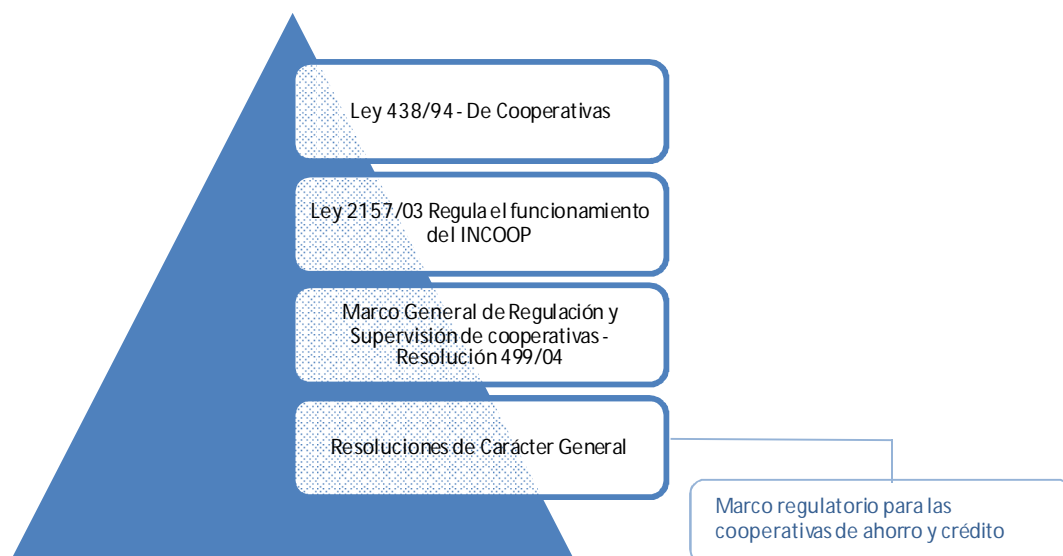 Ley 438/94 - De Cooperativas
Ley 2157/03 Regula el funcionamiento
del INCOOP
Marco General de Regulación y
Supervisión de cooperativas -
Resolución 499/04
Resoluciones de Carácter General
Marco regulatorio para las
cooperativas de ahorro y crédito